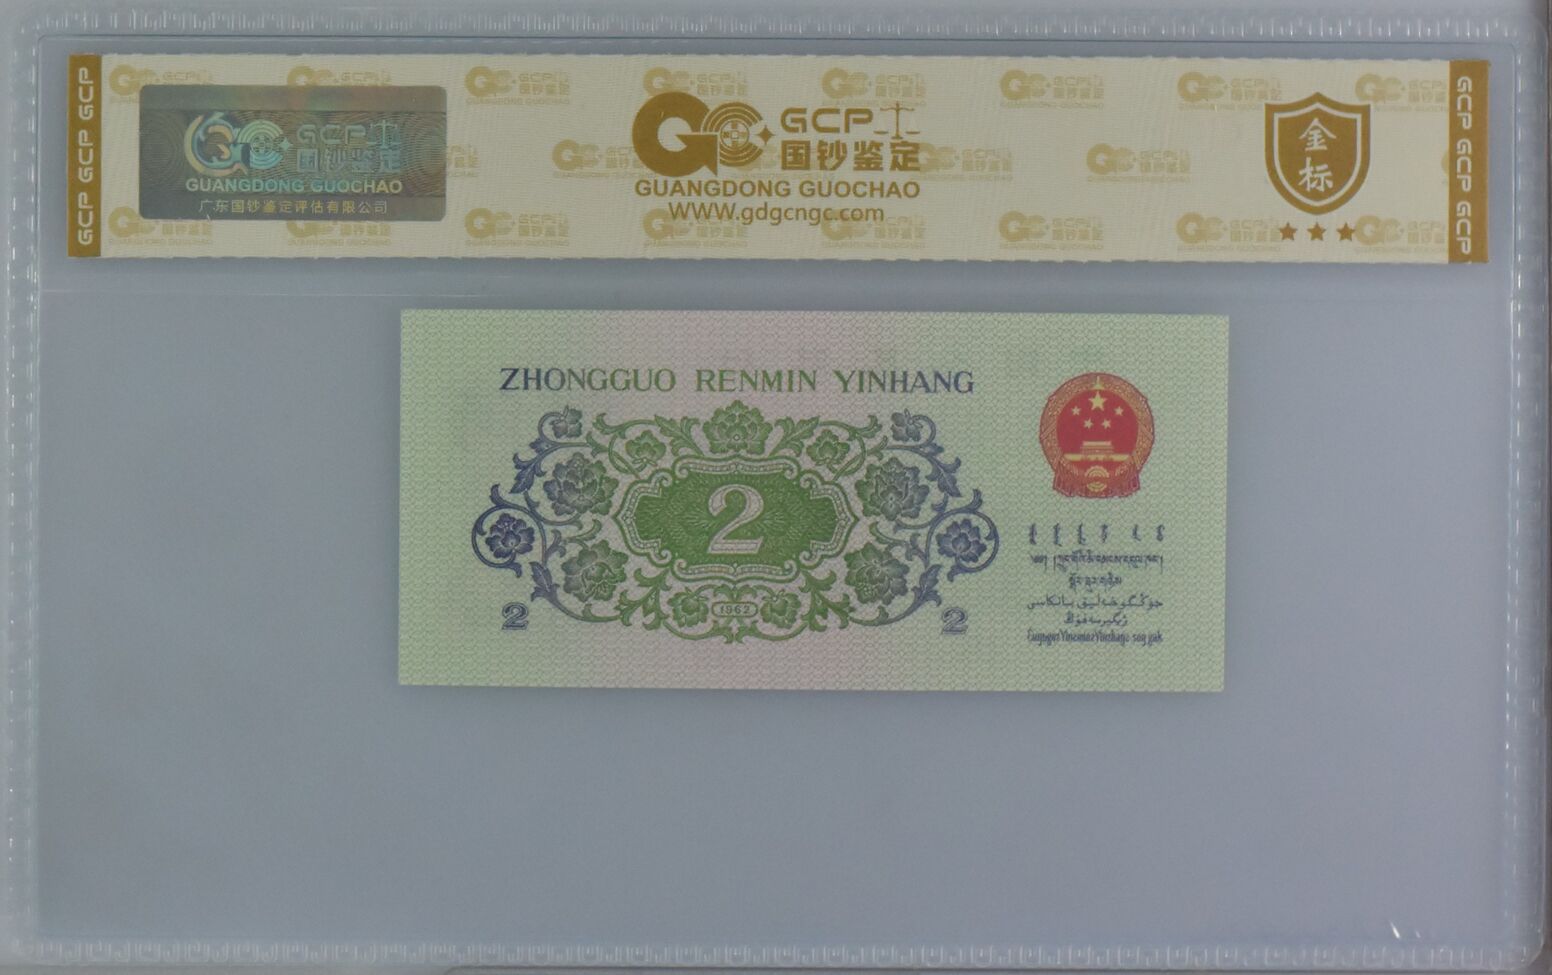 GCP GCP GCP
GCP
国钞鉴定
GUANGDONG GUOCHAO
广东国钞鉴定评估有限公司
GCP
国钞鉴定
GUANGDONG GUOCHAO
WWW.gdgcngc.com
金标
GCP GCP GCP
ZHONGGUO RENMIN YINHANG
2
1962
2
2